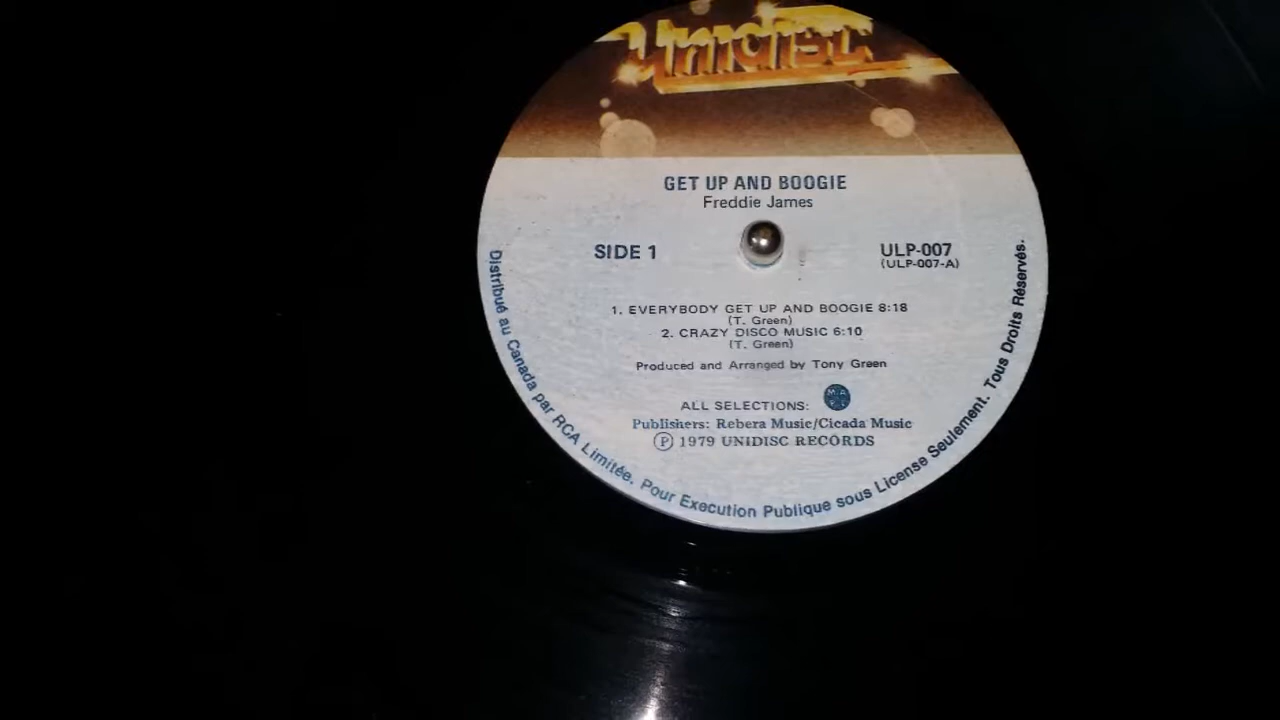 Unidisc
GET UP AND BOOGIE
Freddie James
SIDE 1
ULP-007
(ULP-007-A)
1. EVERYBODY GET UP AND BOOGIE 8:18
(T. Green)
2. CRAZY DISCO MUSIC 6:10
(T. Green)
Produced and Arranged by Tony Green
ALL SELECTIONS:
M A P L
Publishers: Rebera Music/Cicada Music
Ⓟ 1979 UNIDISC RECORDS
Distribué au Canada par RCA Limitée. Pour Execution Publique sous License Seulement. Tous Droits Réservés.